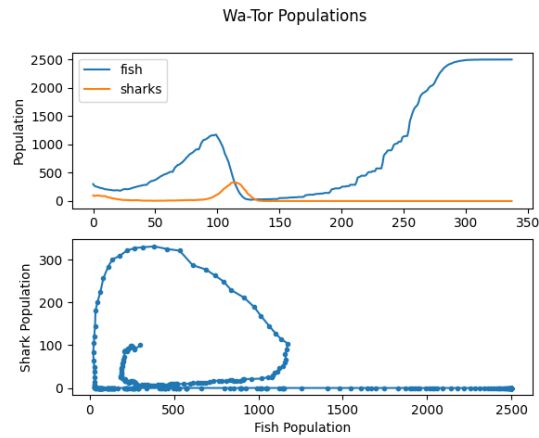 Wa-Tor Populations
2500
fish
2000
sharks
1500
1000
500
0
Population
0 50 100 150 200 250 300 350
300
200
100
0
Shark Population
0 500 1000 1500 2000 2500
Fish Population